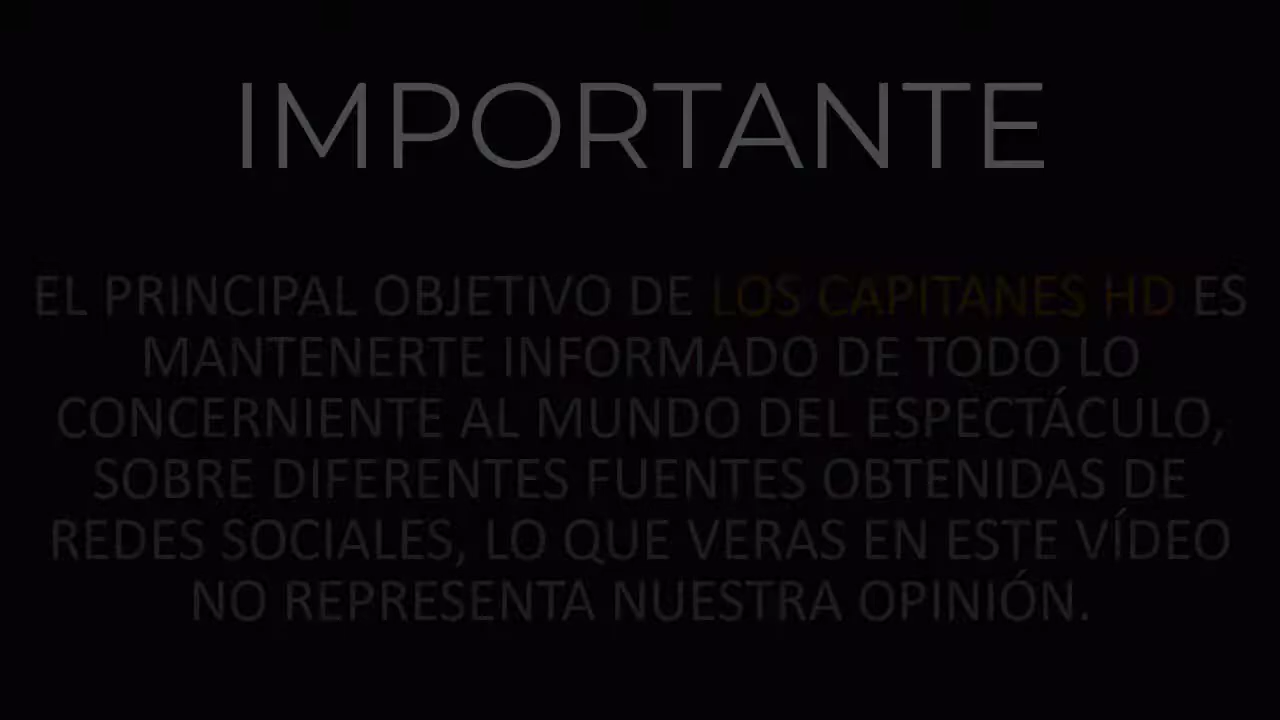 IMPORTANTE
EL PRINCIPAL OBJETIVO DE LOS CAPITANES HD ES
MANTENERTE INFORMADO DE TODO LO
CONCERNIENTE AL MUNDO DEL ESPECTÁCULO,
SOBRE DIFERENTES FUENTES OBTENIDAS DE
REDES SOCIALES, LO QUE VERAS EN ESTE VÍDEO
NO REPRESENTA NUESTRA OPINIÓN.